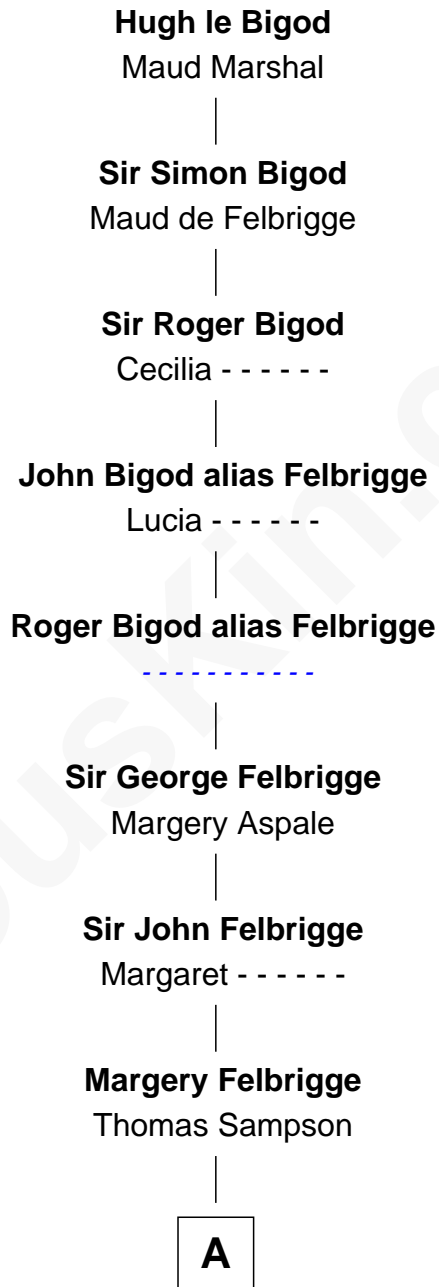 Hugh le Bigod
Maud Marshal
Sir Simon Bigod
Maud de Felbrigge
Sir Roger Bigod
Cecilia - - - - - -
John Bigod alias Felbrigge
Lucia - - - - - -
Roger Bigod alias Felbrigge
- - - - - - - - - - -
Sir George Felbrigge
Margery Aspale
Sir John Felbrigge
Margaret - - - - - -
Margery Felbrigge
Thomas Sampson
A